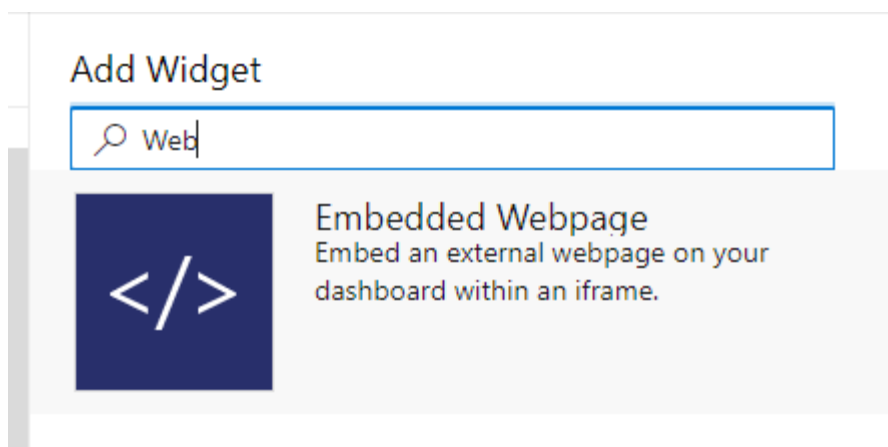 Add Widget
Web
</>
Embedded Webpage
Embed an external webpage on your
dashboard within an iframe.